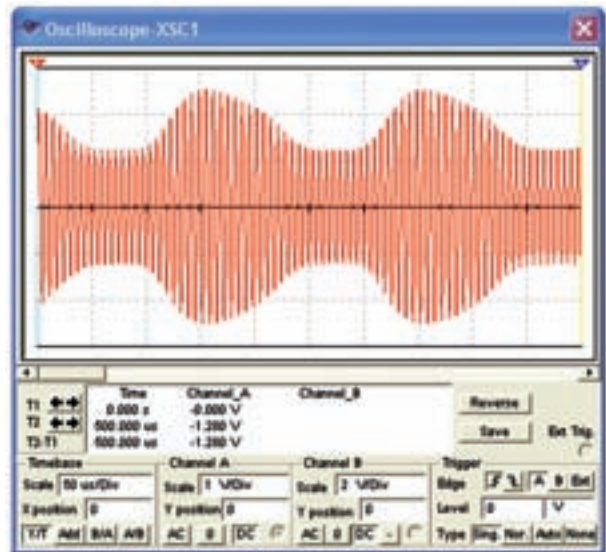 Oscilloscope-XSC1
Time Channel_A Channel_B
T1 0.000 s -0.000 V
T2 500.000 us -1.280 V
T2-T1 500.000 us -1.280 V
Reverse
Save
Ext Trig.
Timebase Channel A Channel B Trigger
Scale 50 us/Div Scale 1 V/Div Scale 2 V/Div Edge A B Ext
X position 0 Y position 0 Y position 0 Level 0 V
Y/T Add B/A A/B AC 0 DC AC 0 DC - Type Sing. Nor. Auto None